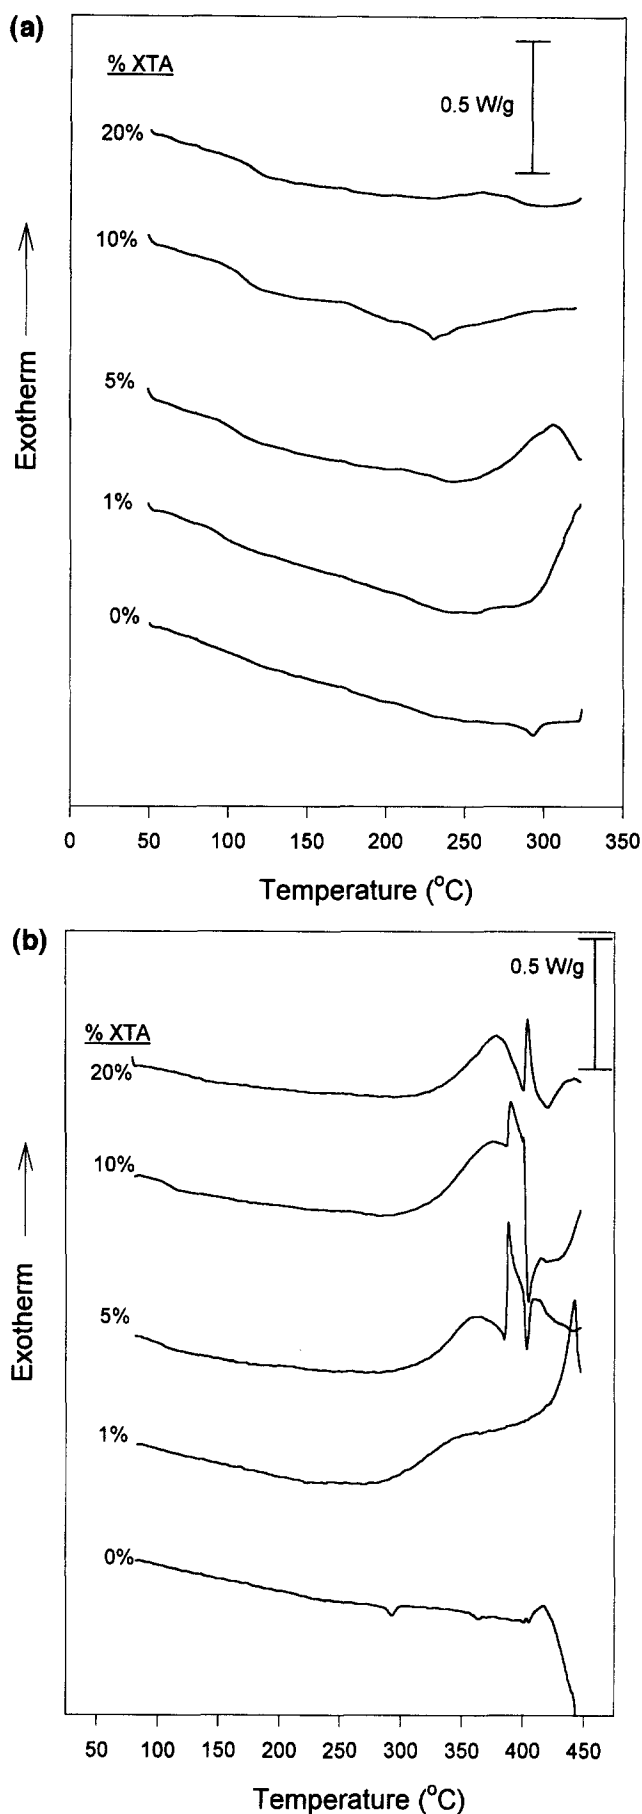 (a)
% XTA
0.5 W/g
20%
10%
5%
1%
0%
Exotherm
0 50 100 150 200 250 300 350
Temperature (°C)
(b)
0.5 W/g
% XTA
20%
10%
5%
1%
0%
Exotherm
50 100 150 200 250 300 350 400 450
Temperature (°C)